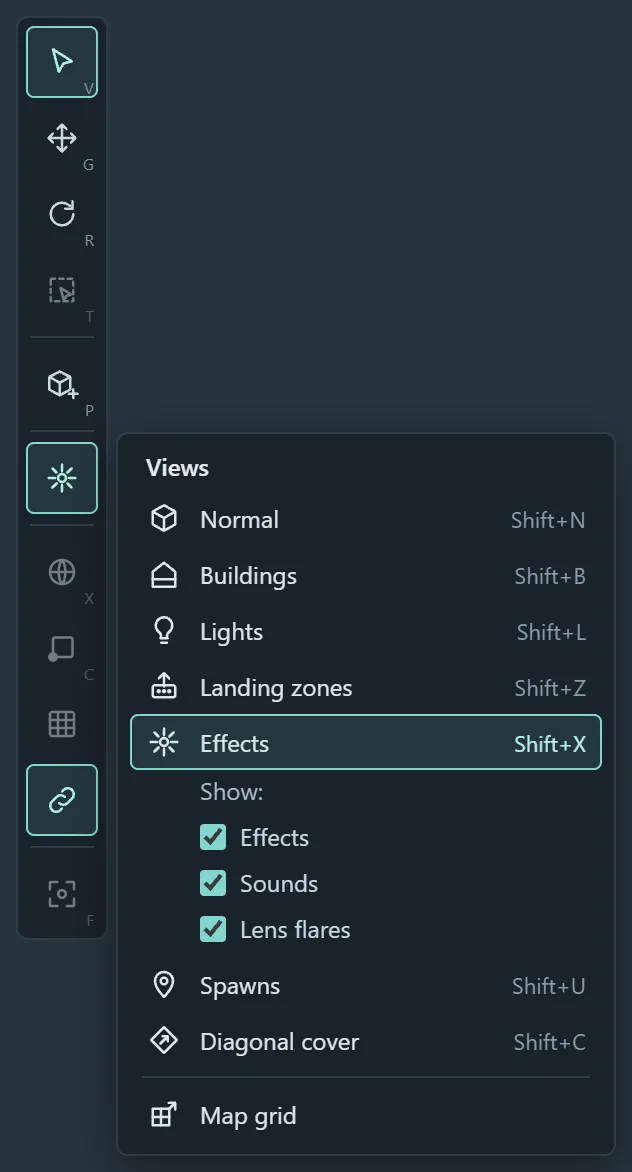 V
G
R
T
P
X
C
F
Views
Normal Shift+N
Buildings Shift+B
Lights Shift+L
Landing zones Shift+Z
Effects Shift+X
Show:
Effects
Sounds
Lens flares
Spawns Shift+U
Diagonal cover Shift+C
Map grid